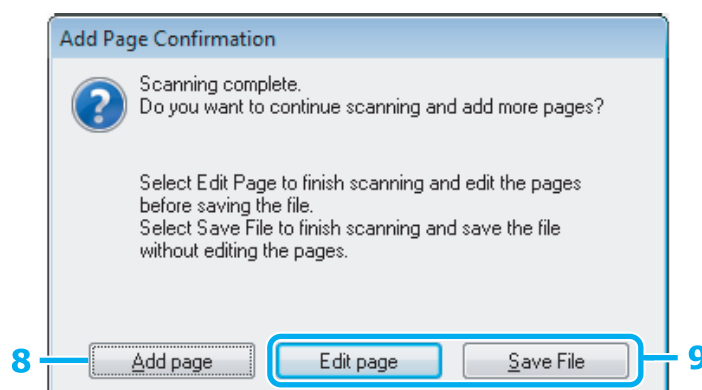 Add Page Confirmation
Scanning complete.
Do you want to continue scanning and add more pages?
Select Edit Page to finish scanning and edit the pages
before saving the file.
Select Save File to finish scanning and save the file
without editing the pages.
8 Add page Edit page Save File 9